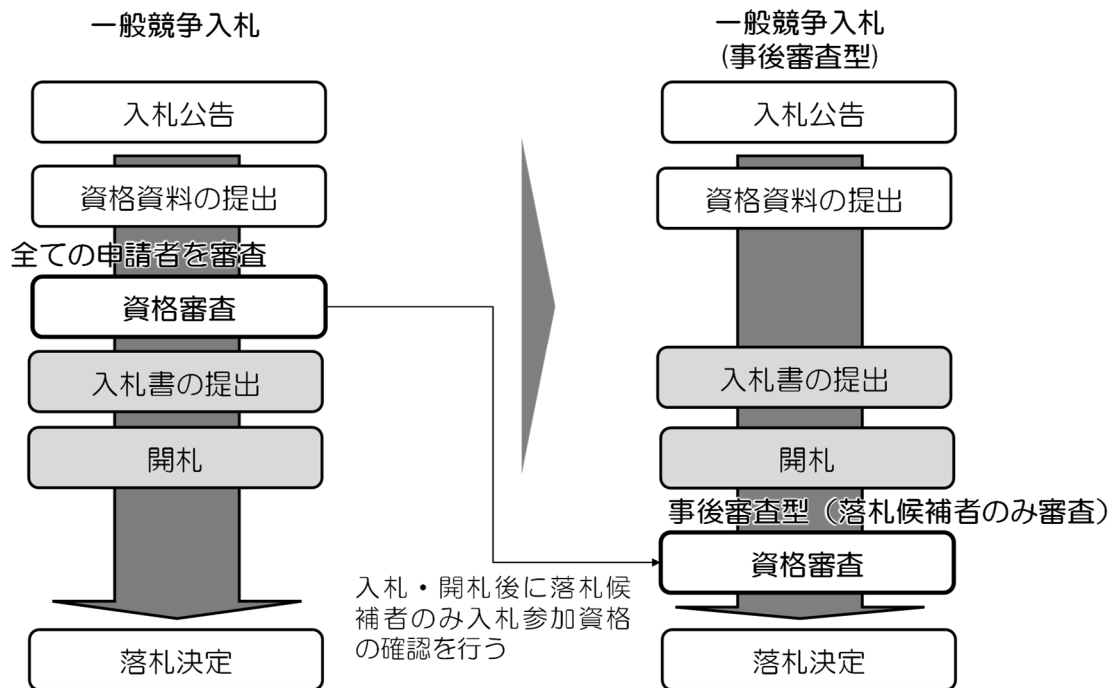 一般競争入札
入札公告
資格資料の提出
全ての申請者を審査
資格審査
入札書の提出
開札
落札決定
入札・開札後に落札候
補者のみ入札参加資格
の確認を行う
一般競争入札
(事後審査型)
入札公告
資格資料の提出
入札書の提出
開札
事後審査型（落札候補者のみ審査）
資格審査
落札決定